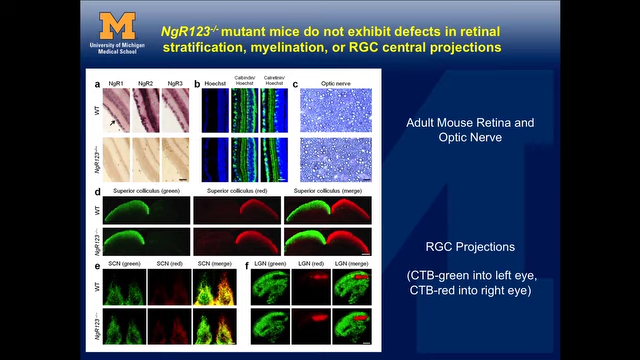 NgR123-/- mutant mice do not exhibit defects in retinal
stratification, myelination, or RGC central projections
M
University of Michigan
Medical School
a NgR1 NgR2 NgR3 b Hoechst Calbindin/Hoechst Calretinin/Hoechst c Optic nerve
WT
NgR123-/-
Adult Mouse Retina and
Optic Nerve
d Superior colliculus (green) Superior colliculus (red) Superior colliculus (merge)
WT
NgR123-/-
e SCN (green) SCN (red) SCN (merge) f LGN (green) LGN (red) LGN (merge)
WT
NgR123-/-
RGC Projections
(CTB-green into left eye,
CTB-red into right eye)